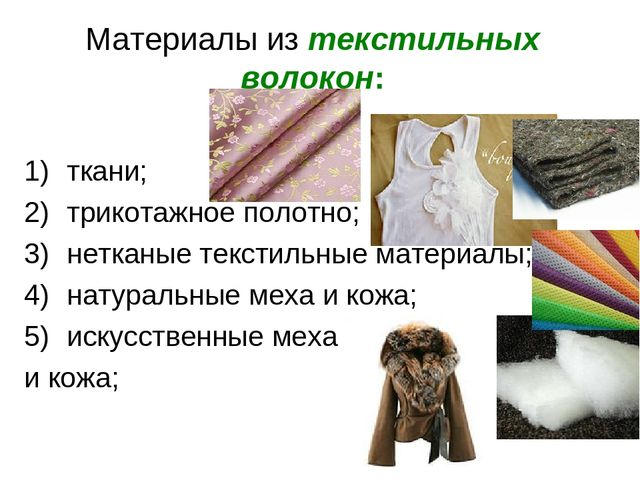 Материалы из текстильных
волокон:
1) ткани;
2) трикотажное полотно;
3) нетканые текстильные материалы;
4) натуральные меха и кожа;
5) искусственные меха
и кожа;